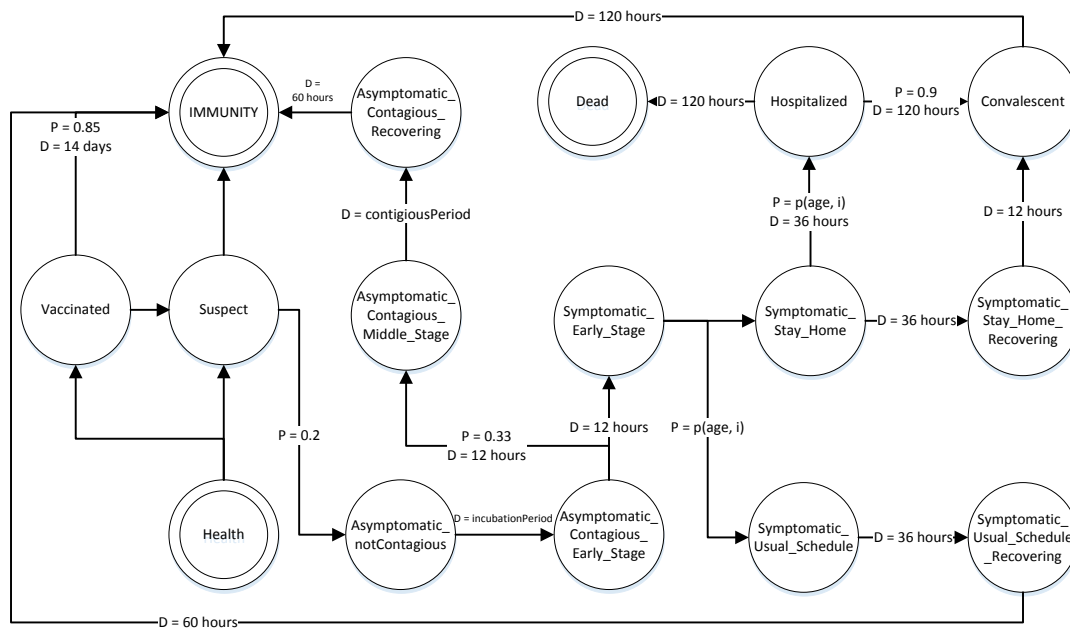 D = 120 hours
IMMUNITY
D =
60 hours
Asymptomatic_
Contagious_
Recovering
Dead
D = 120 hours
Hospitalized
P = 0.9
D = 120 hours
Convalescent
P = 0.85
D = 14 days
D = contigiousPeriod
P = p(age, i)
D = 36 hours
D = 12 hours
Vaccinated
Suspect
Asymptomatic_
Contagious_
Middle_Stage
Symptomatic_
Early_Stage
Symptomatic_
Stay_Home
D = 36 hours
Symptomatic_
Stay_Home_
Recovering
P = 0.2
P = 0.33
D = 12 hours
D = 12 hours
P = p(age, i)
Health
Asymptomatic_
notContagious
D = incubationPeriod
Asymptomatic_
Contagious_
Early_Stage
Symptomatic_
Usual_Schedule
D = 36 hours
Symptomatic_
Usual_Schedule
_Recovering
D = 60 hours